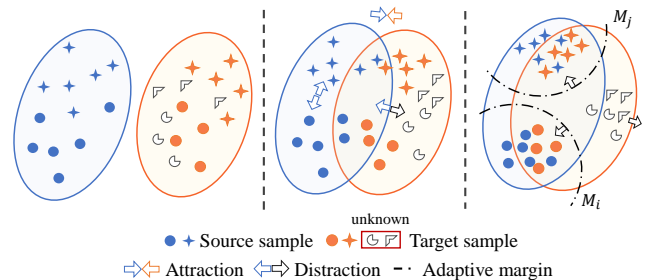 M_j
M_i
unknown
Source sample Target sample
Attraction Distraction Adaptive margin